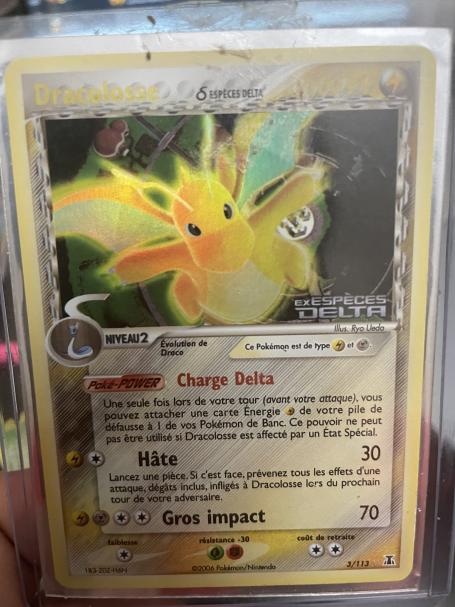 Dracolosse
δ ESPÈCES DELTA
EX ESPÈCES
DELTA
Illus. Ryo Ueda
NIVEAU 2
Évolution de
Draco
Ce Pokémon est de type et
Poké-POWER Charge Delta
Une seule fois lors de votre tour (avant votre attaque), vous
pouvez attacher une carte Énergie de votre pile de
défausse à 1 de vos Pokémon de Banc. Ce pouvoir ne peut
pas être utilisé si Dracolosse est affecté par un État Spécial.
Hâte 30
Lancez une pièce. Si c'est face, prévenez tous les effets d'une
attaque, dégâts inclus, infligés à Dracolosse lors du prochain
tour de votre adversaire.
Gros impact 70
faiblesse résistance -30 coût de retraite
©2006 Pokémon/Nintendo
3/113